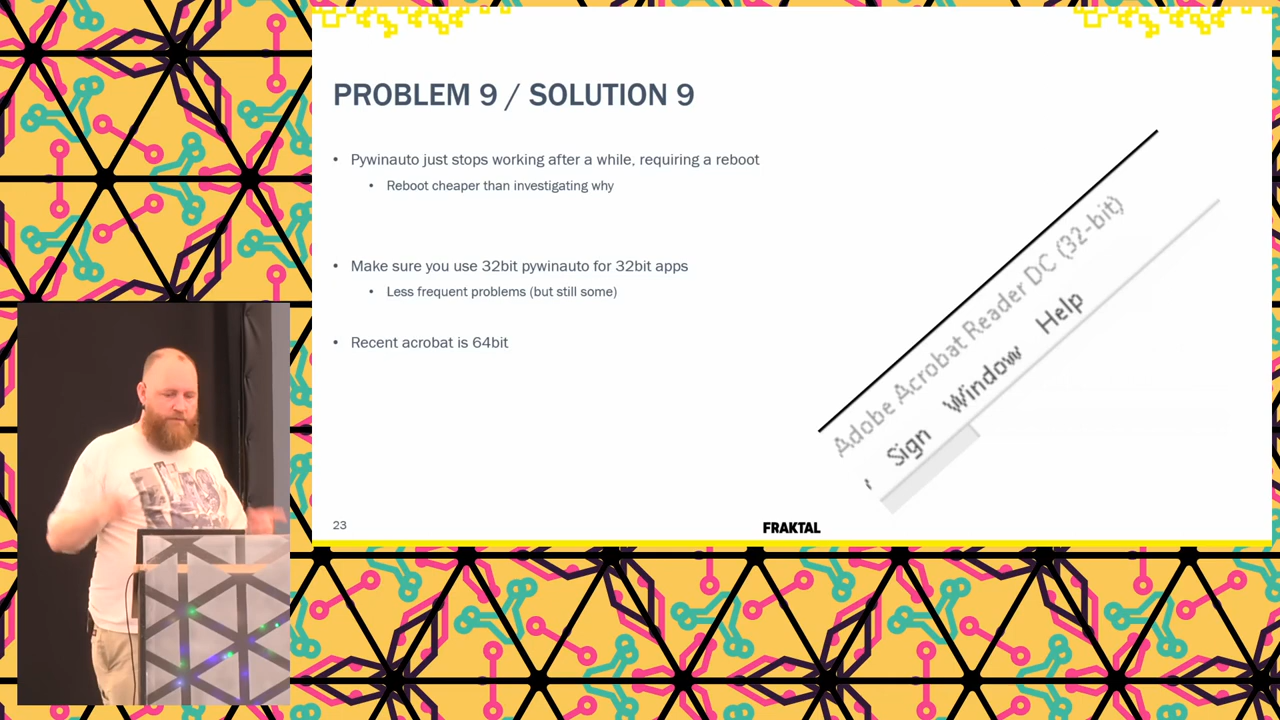 PROBLEM 9 / SOLUTION 9
• Pywinauto just stops working after a while, requiring a reboot
• Reboot cheaper than investigating why
• Make sure you use 32bit pywinauto for 32bit apps
• Less frequent problems (but still some)
• Recent acrobat is 64bit
Adobe Acrobat Reader DC (32-bit)
Sign Window Help
23
FRAKTAL